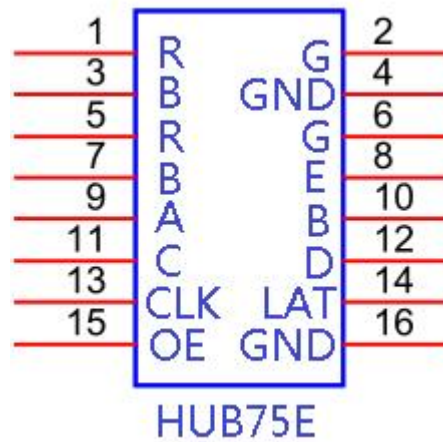 1 R G 2
3 B GND 4
5 R G 6
7 B E 8
9 A B 10
11 C D 12
13 CLK LAT 14
15 OE GND 16
HUB75E